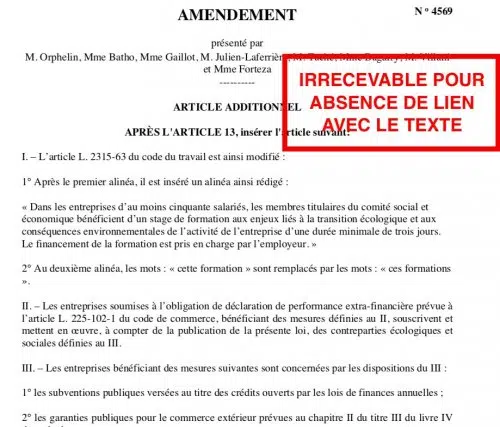 AMENDEMENT
N º 4569
présenté par
M. Orphelin, Mme Batho, Mme Gaillot, M. Julien-Laferrière,
et Mme Forteza
----------
IRRECEVABLE POUR
ABSENCE DE LIEN
AVEC LE TEXTE
ARTICLE ADDITIONNEL
APRÈS L'ARTICLE 13, insérer l'article suivant:
I. – L'article L. 2315-63 du code du travail est ainsi modifié :
1° Après le premier alinéa, il est inséré un alinéa ainsi rédigé :
« Dans les entreprises d'au moins cinquante salariés, les membres titulaires du comité social et
économique bénéficient d'un stage de formation aux enjeux liés à la transition écologique et aux
conséquences environnementales de l'activité de l'entreprise d'une durée minimale de trois jours.
Le financement de la formation est pris en charge par l'employeur. »
2° Au deuxième alinéa, les mots : « cette formation » sont remplacés par les mots : « ces formations
».
II. – Les entreprises soumises à l'obligation de déclaration de performance extra-financière prévue à
l'article L. 225-102-1 du code de commerce, bénéficiant des mesures définies au II, souscrivent et
mettent en œuvre, à compter de la publication de la présente loi, des contreparties écologiques et
sociales définies au III.
III. – Les entreprises bénéficiant des mesures suivantes sont concernées par les dispositions du III :
1° les subventions publiques versées au titre des crédits ouverts par les lois de finances annuelles ;
2° les garanties publiques pour le commerce extérieur prévues au chapitre II du titre III du livre IV